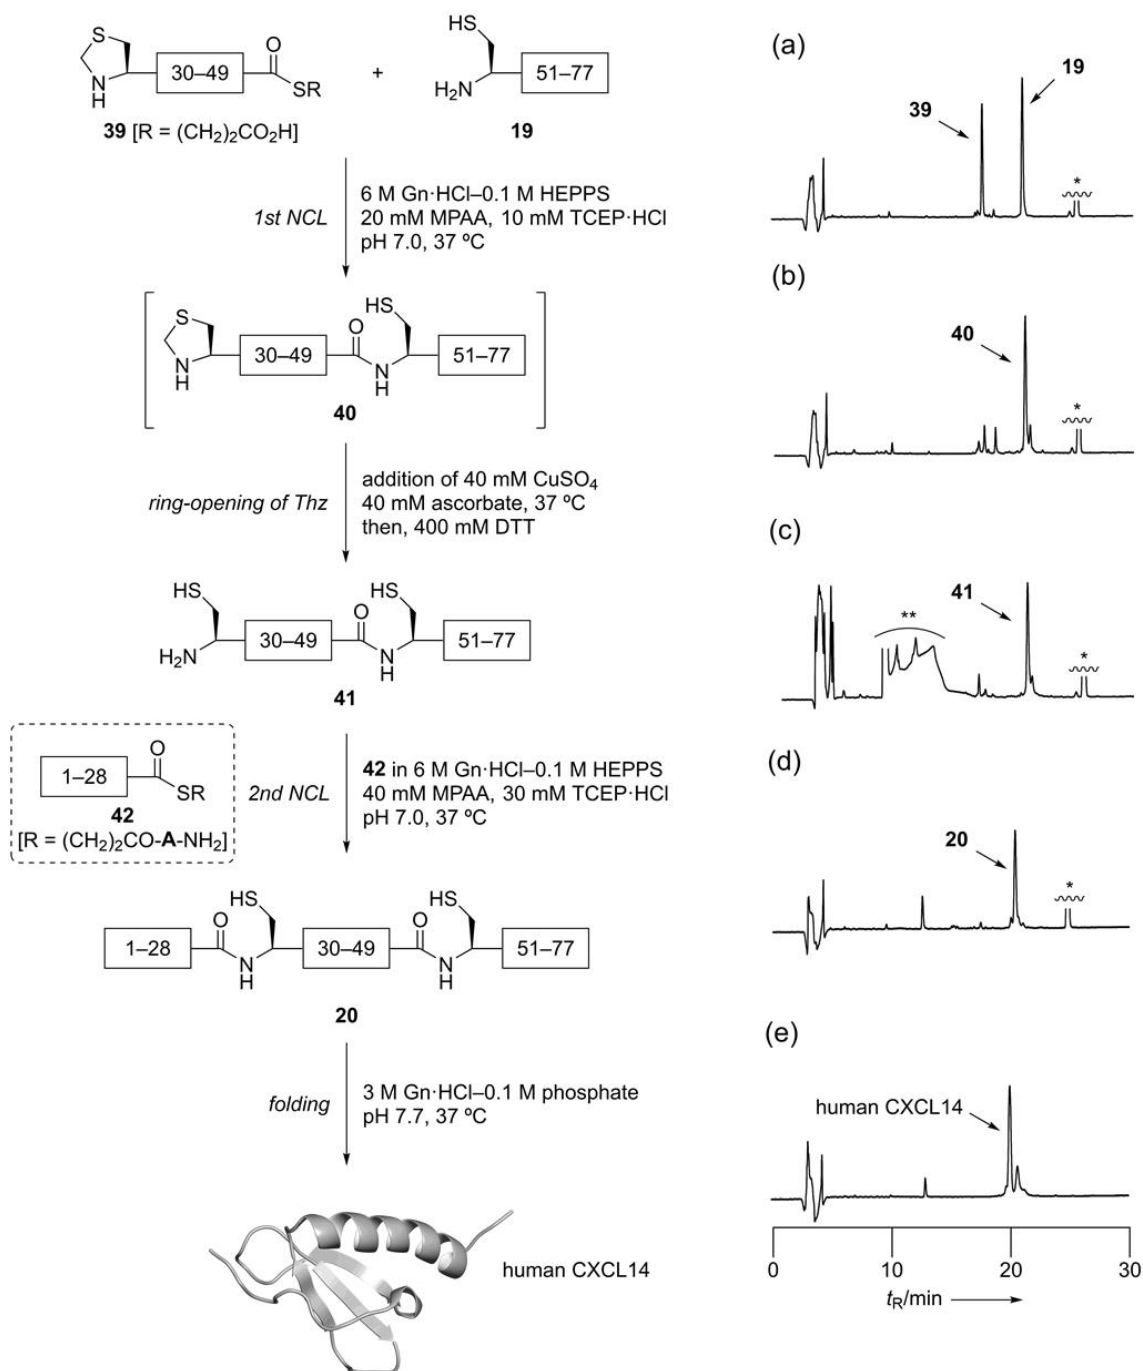 S
N
H
30–49
O
SR
39 [R = (CH2)2CO2H]
+
HS
H2N
51–77
19
1st NCL
6 M Gn·HCl–0.1 M HEPPS
20 mM MPAA, 10 mM TCEP·HCl
pH 7.0, 37 ºC
S
N
H
30–49
O
N
H
HS
51–77
40
ring-opening of Thz
addition of 40 mM CuSO4
40 mM ascorbate, 37 ºC
then, 400 mM DTT
HS
H2N
30–49
O
N
H
HS
51–77
41
1–28
O
SR
42
[R = (CH2)2CO-A-NH2]
2nd NCL
42 in 6 M Gn·HCl–0.1 M HEPPS
40 mM MPAA, 30 mM TCEP·HCl
pH 7.0, 37 ºC
1–28
O
N
H
HS
30–49
O
N
H
HS
51–77
20
folding
3 M Gn·HCl–0.1 M phosphate
pH 7.7, 37 ºC
human CXCL14
(a)
39
19
*
(b)
40
*
(c)
41
**
*
(d)
20
*
(e)
human CXCL14
0 10 20 30
tR/min